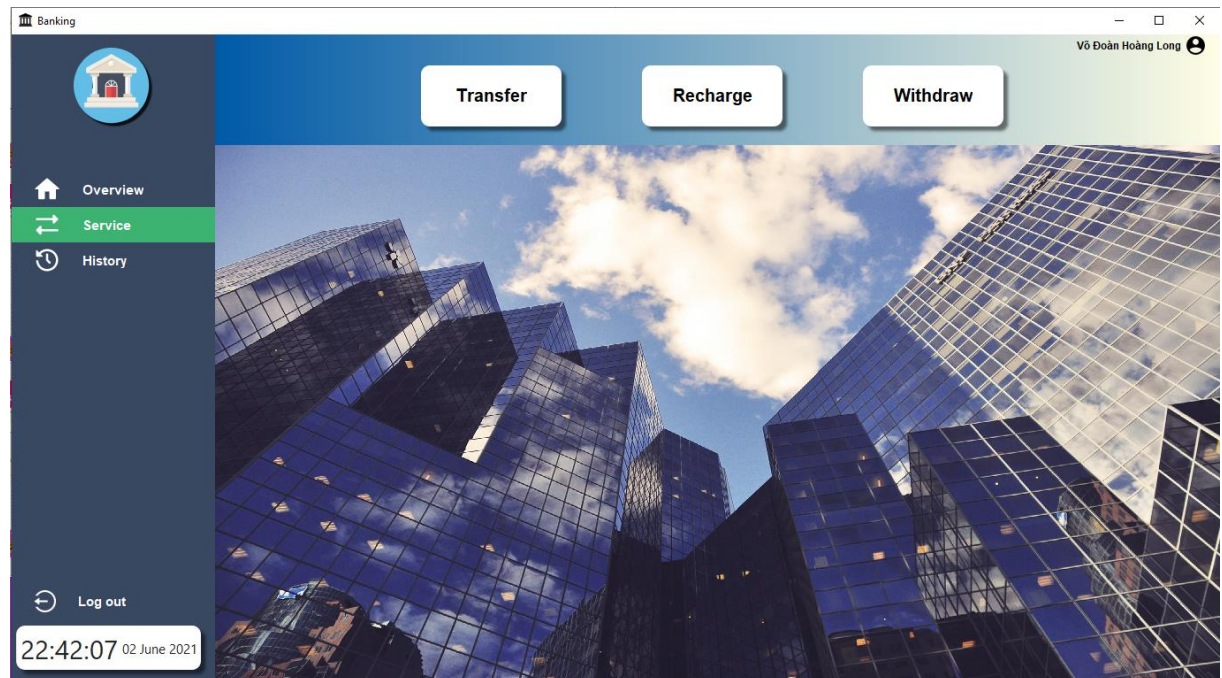 Banking
Võ Đoàn Hoàng Long
Transfer
Recharge
Withdraw
Overview
Service
History
Log out
22:42:07 02 June 2021